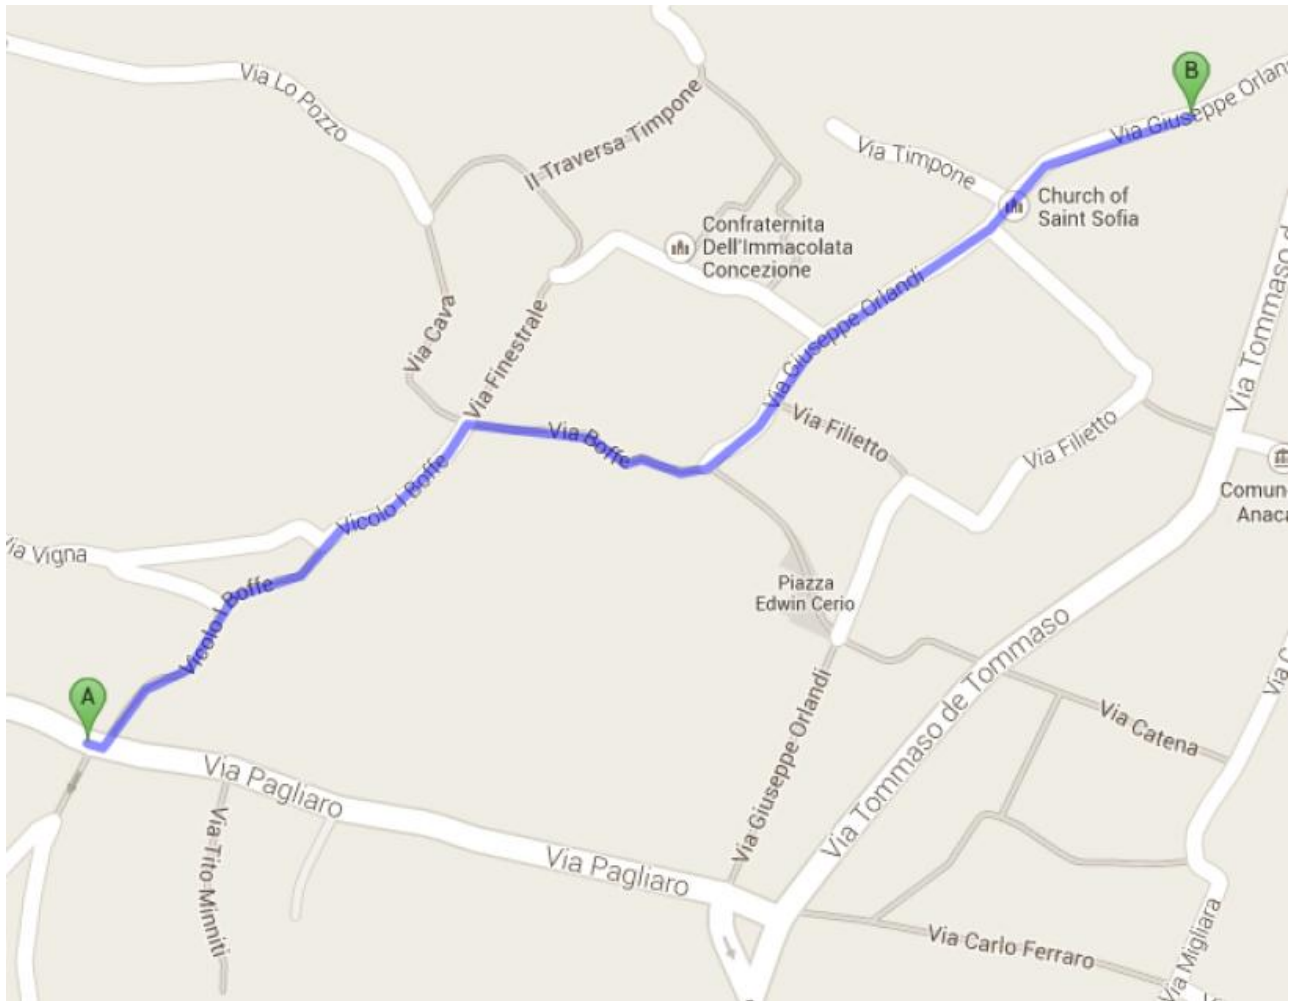 B
Via Giuseppe Orlan
Via Lo Pozzo
II Traversa Timpone
Via Timpone
Church of
Saint Sofia
Confraternita
Dell'Immacolata
Concezione
Via Tommaso d
Via Giuseppe Orlandi
Via Cava
Via Finestrale
Via Filietto
Via Filietto
Via Boffe
Vicolo I Boffe
Comun
Anaca
Via Vigna
Piazza
Edwin Cerio
Vicolo I Boffe
Via Tommaso de Tommaso
A
Via C
Via Giuseppe Orlandi
Via Catena
Via Pagliaro
Via Tito Minniti
Via Pagliaro
Via Carlo Ferraro
Via Migliara